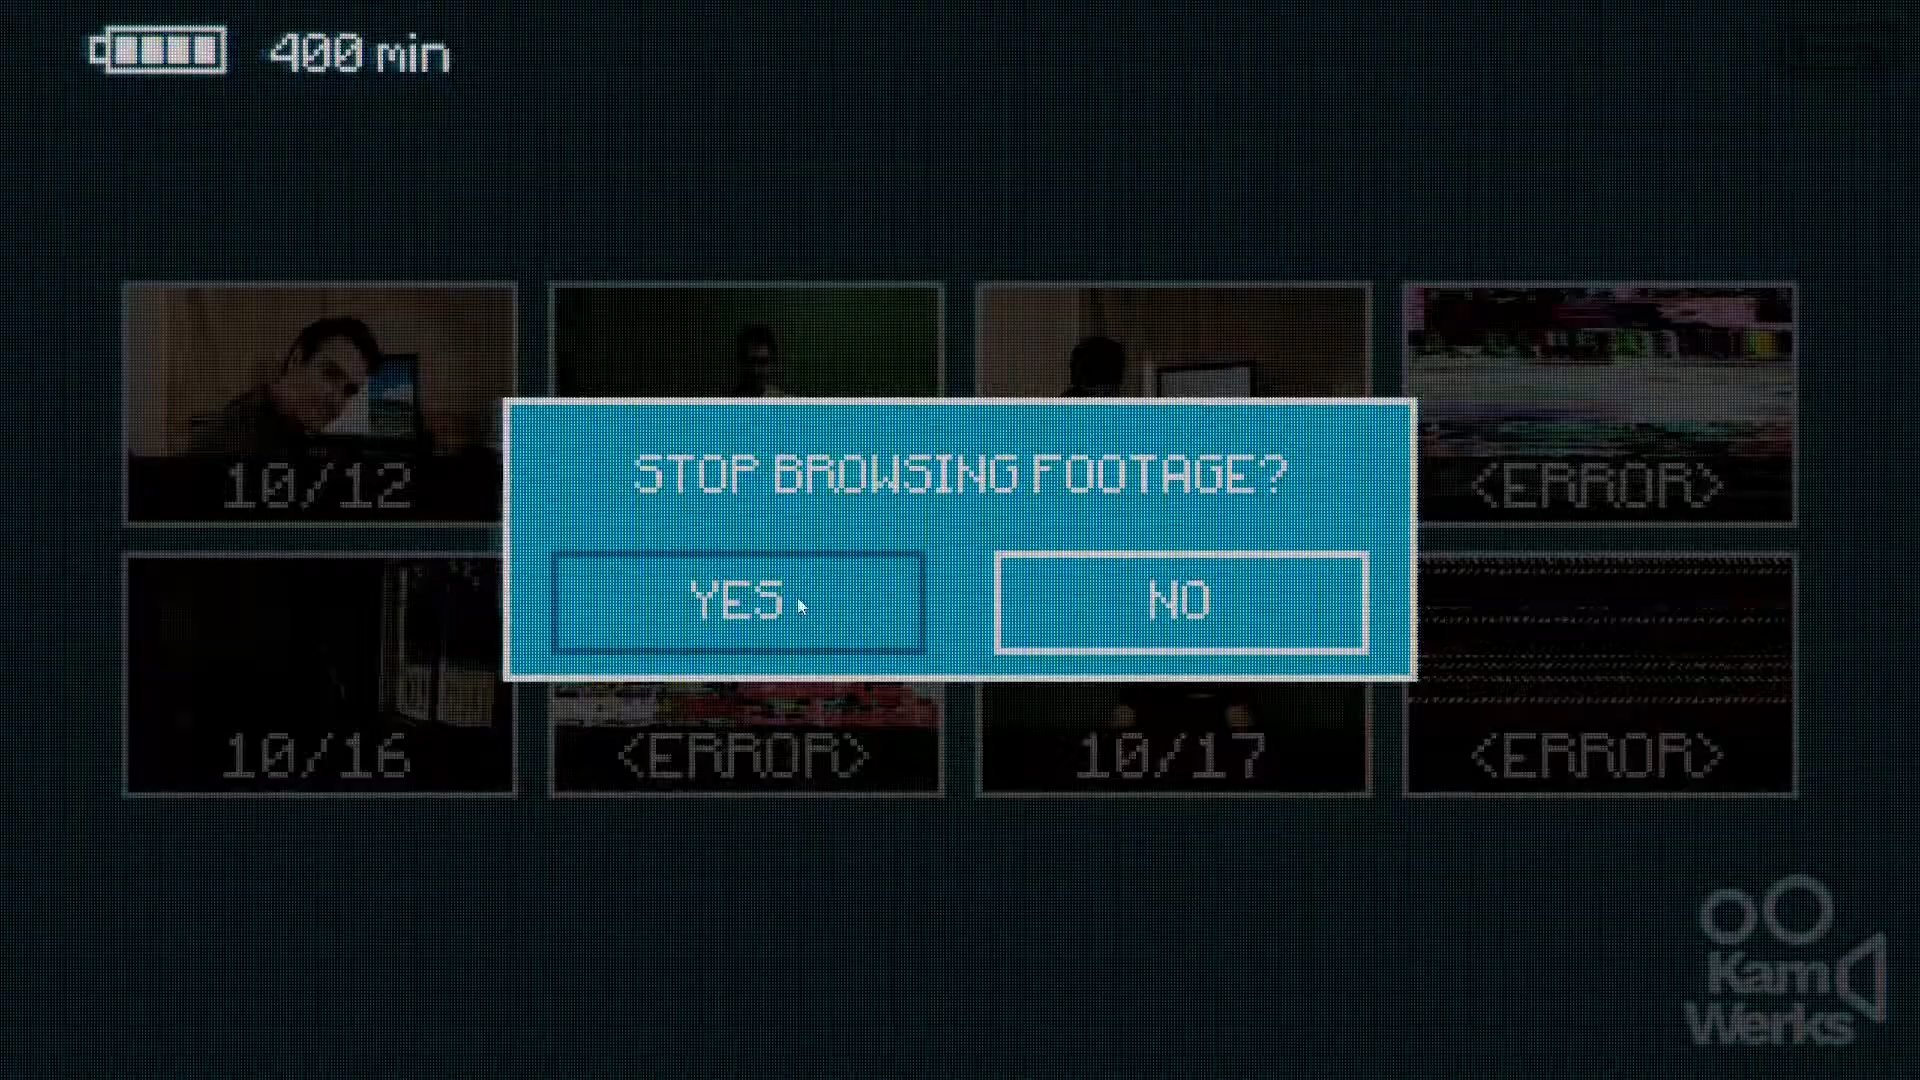 400 min
STOP BROWSING FOOTAGE?
YES
NO
10/12
<ERROR>
10/16
<ERROR>
10/17
<ERROR>
Kam
Werks